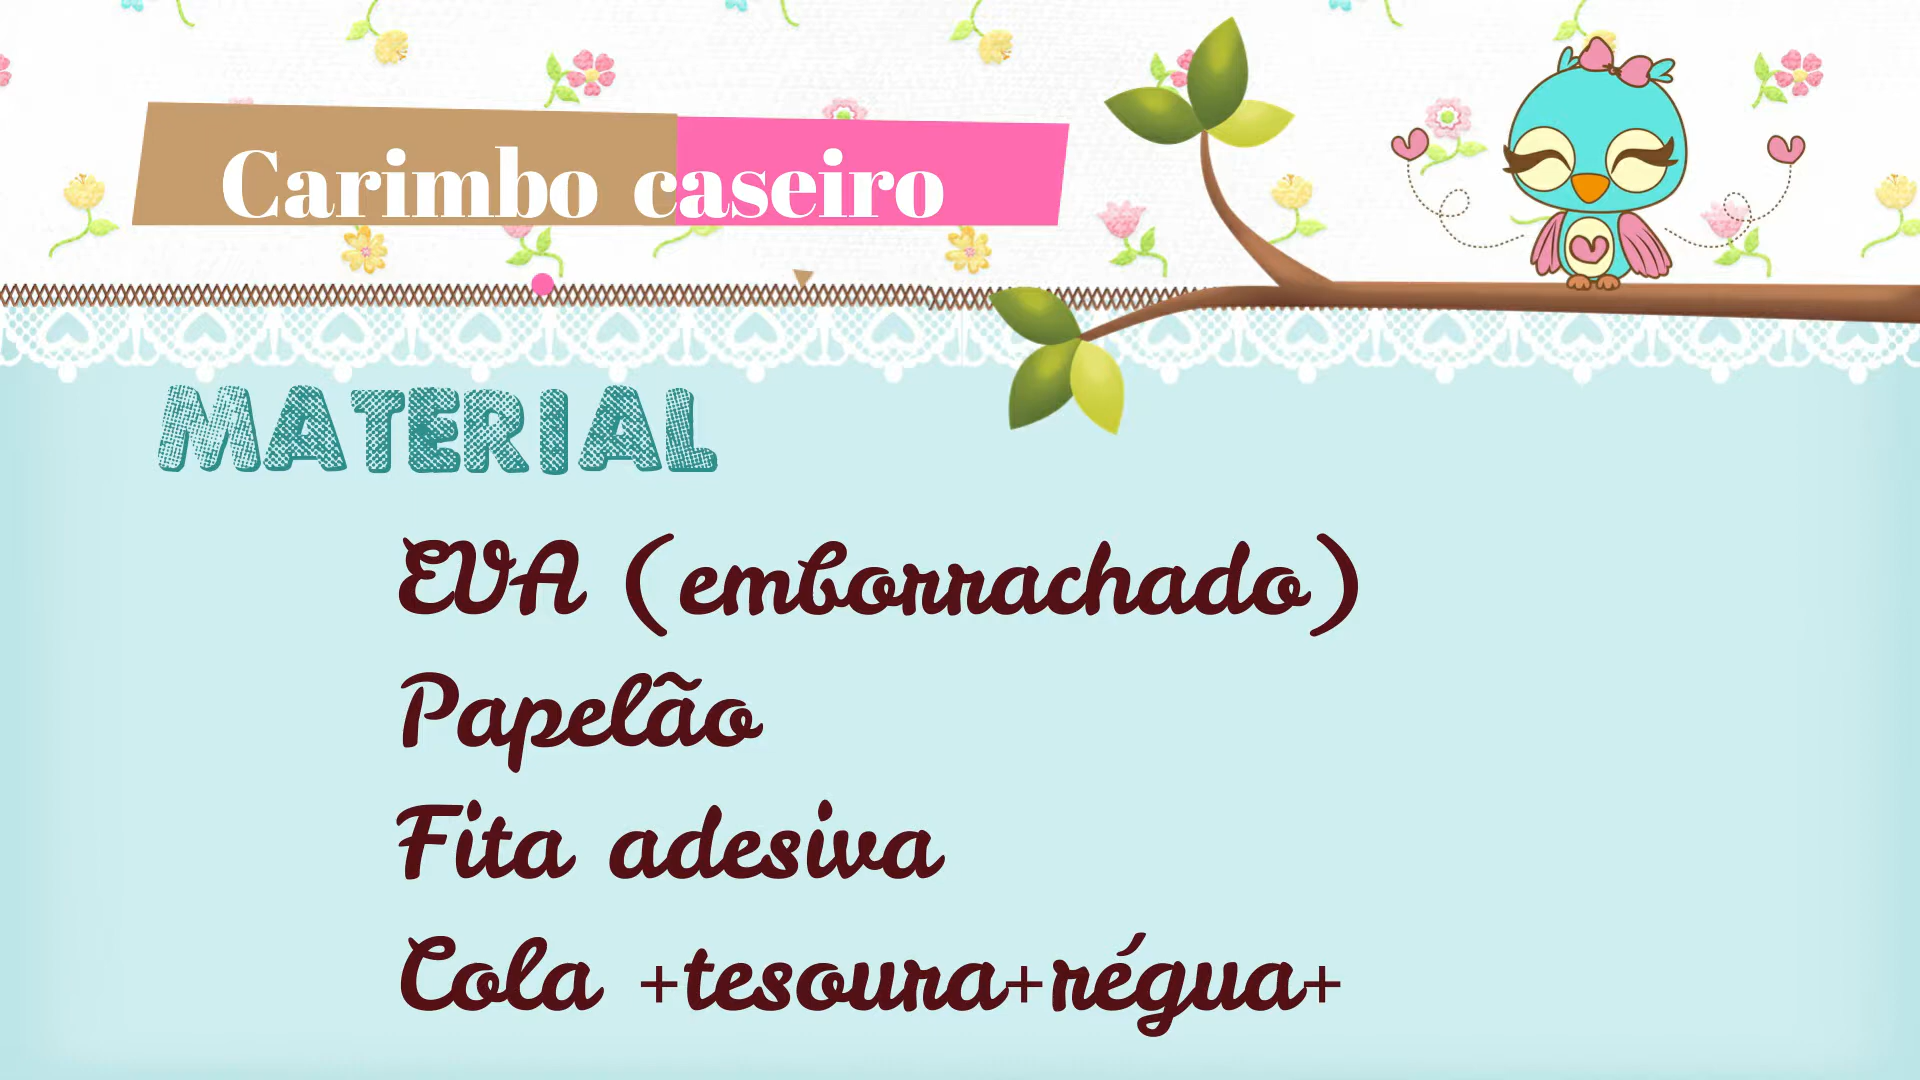 Carimbo caseiro
MATERIAL
EVA (emborrachado)
Papelão
Fita adesiva
Cola +tesoura+régua+